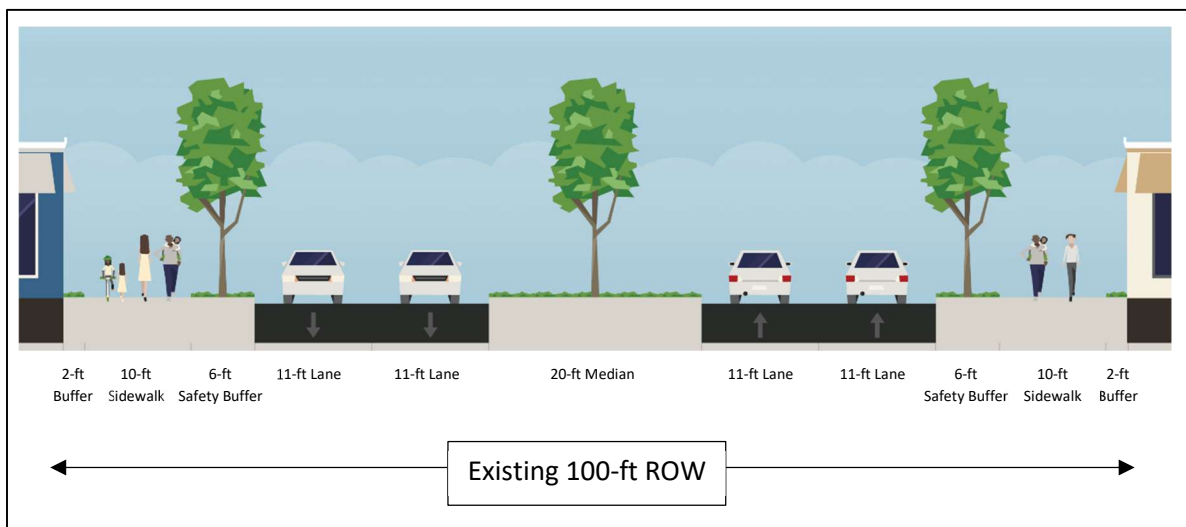 2-ft
Buffer
10-ft
Sidewalk
6-ft
Safety Buffer
11-ft Lane
11-ft Lane
20-ft Median
11-ft Lane
11-ft Lane
6-ft
Safety Buffer
10-ft
Sidewalk
2-ft
Buffer
Existing 100-ft ROW